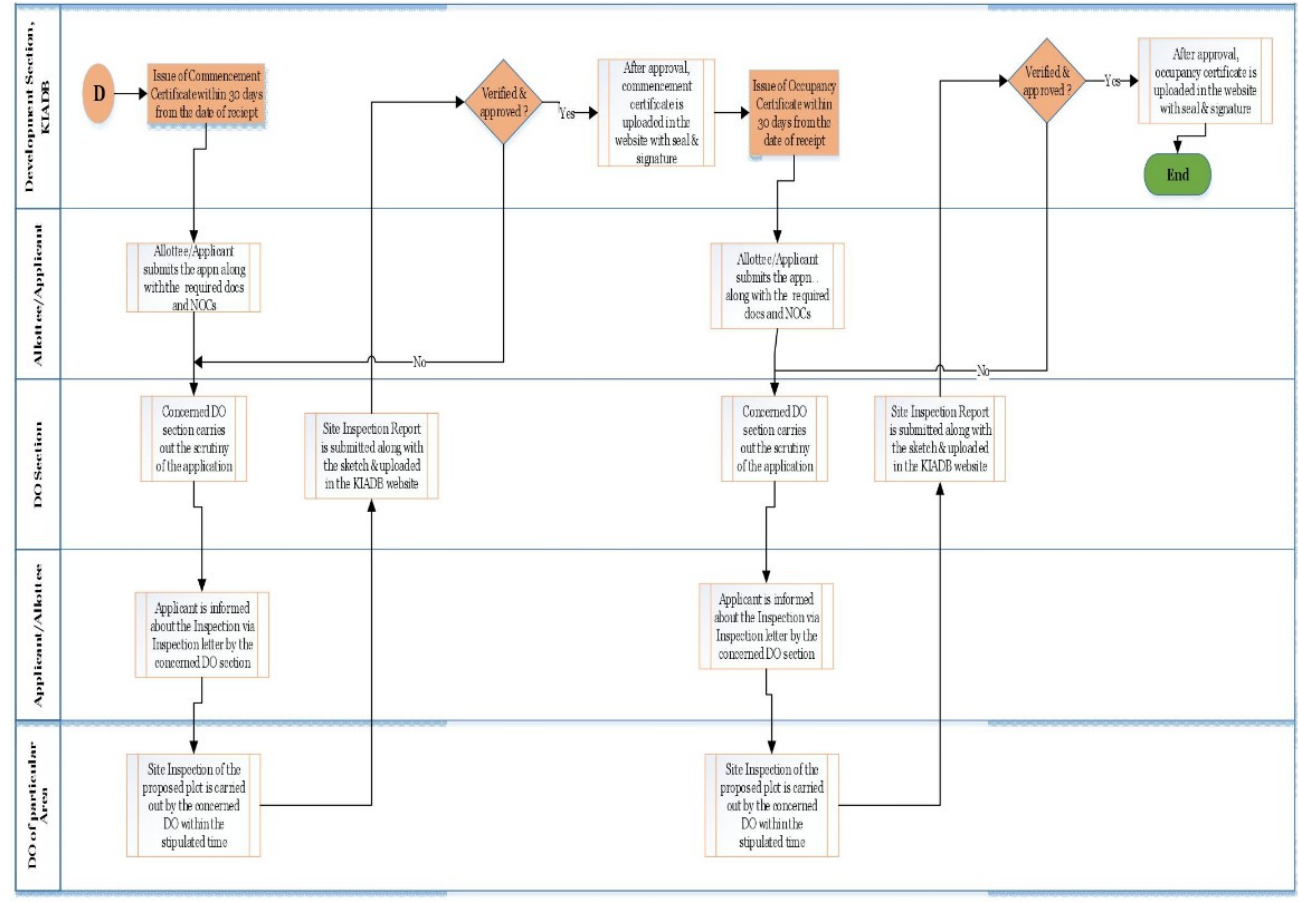 Development Section,
KIADB
D
Issue of Commencement
Certificate within 30 days
from the date of reciept
Verified &
approved ?
Yes
After approval,
commencement
certificate is
uploaded in the
website with seal &
signature
Issue of Occupancy
Certificate within
30 days from the
date of receipt
Verified &
approved ?
Yes
After approval,
occupancy certificate is
uploaded in the website
with seal & signature
End
Allottee/Applicant
Allottee/Applicant
submits the appn along
with the required docs
and NOCs
No
Allottee/Applicant
submits the appn. .
along with the required
docs and NOCs
No
DO Section
Concerned DO
section carries
out the scrutiny
of the application
Site Inspection Report
is submitted along with
the sketch & uploaded
in the KIADB website
Concerned DO
section carries
out the scrutiny
of the application
Site Inspection Report
is submitted along with
the sketch & uploaded
in the KIADB website
Applicant/Allottee
Applicant is informed
about the Inspection via
Inspection letter by the
concerned DO section
Applicant is informed
about the Inspection via
Inspection letter by the
concerned DO section
DO of particular
Area
Site Inspection of the
proposed plot is carried
out by the concerned
DO within the
stipulated time
Site Inspection of the
proposed plot is carried
out by the concerned
DO within the
stipulated time